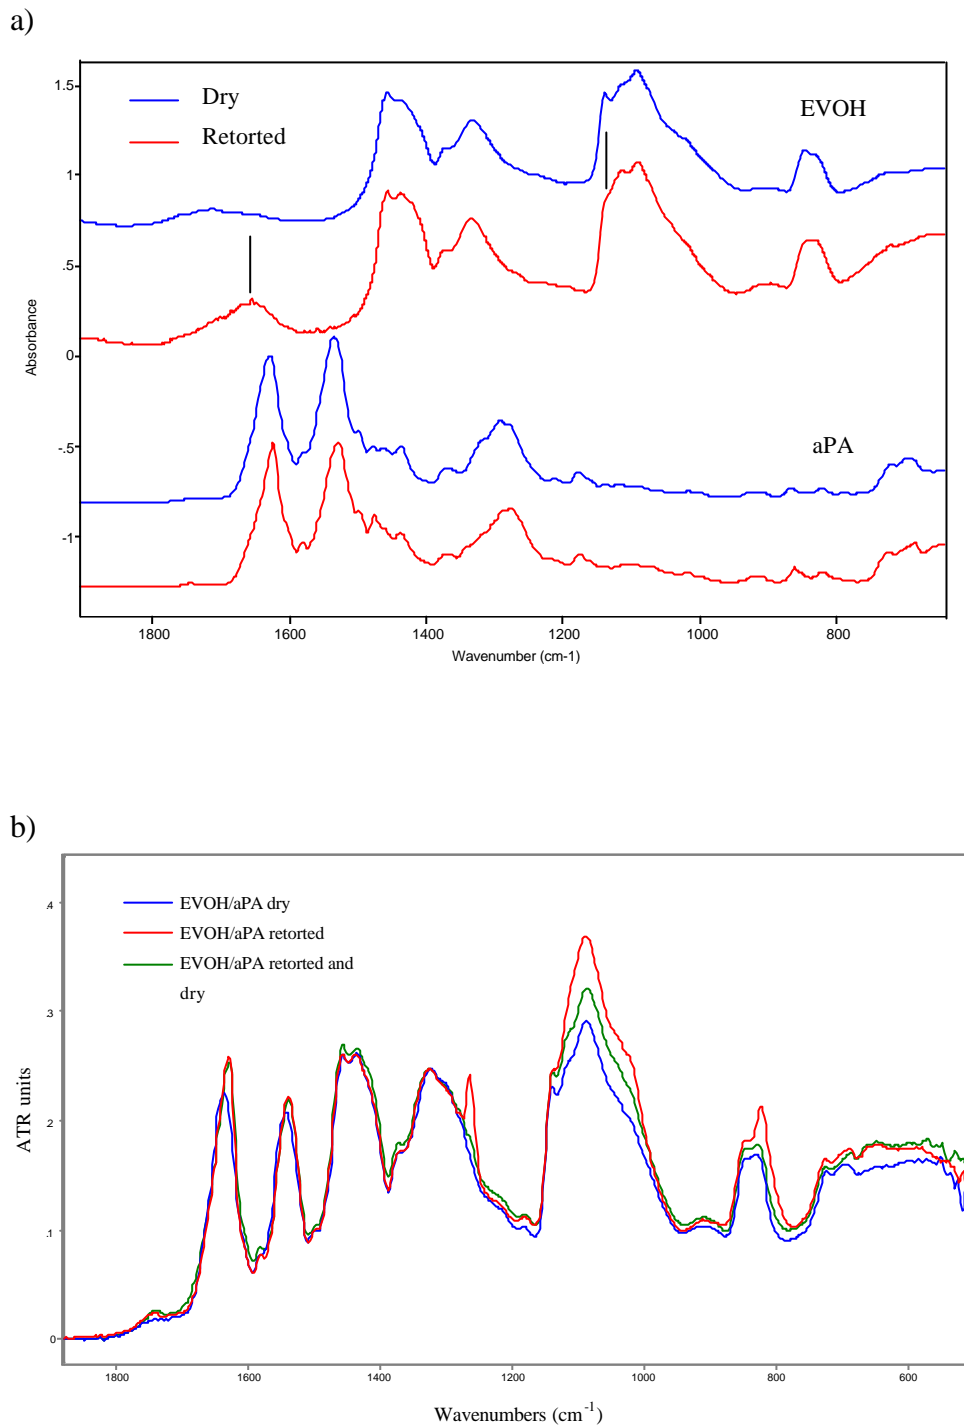 a)
1.5
1
.5
0
-.5
-1
Absorbance
Dry
Retorted
EVOH
aPA
1800 1600 1400 1200 1000 800
Wavenumber (cm-1)
b)
.4
.3
.2
.1
0
ATR units
EVOH/aPA dry
EVOH/aPA retorted
EVOH/aPA retorted and
dry
1800 1600 1400 1200 1000 800 600
Wavenumbers (cm-1)